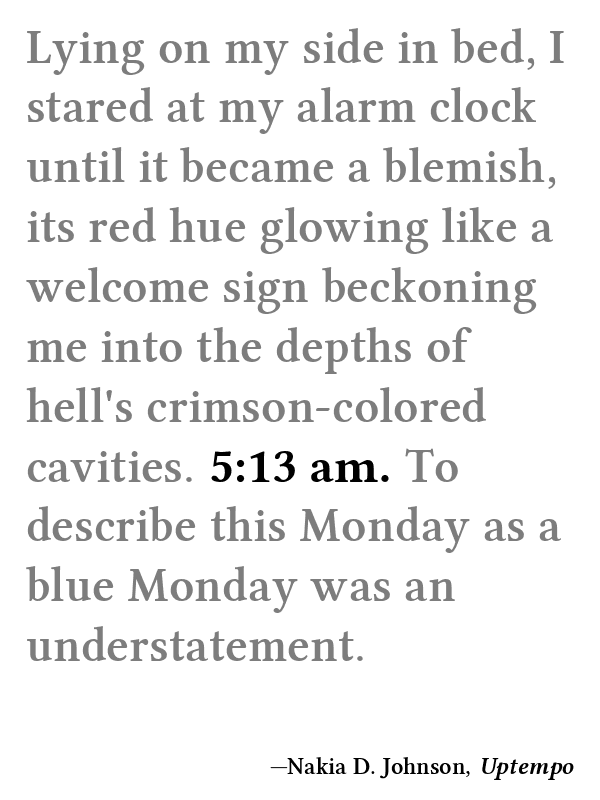 Lying on my side in bed, I
stared at my alarm clock
until it became a blemish,
its red hue glowing like a
welcome sign beckoning
me into the depths of
hell's crimson-colored
cavities. 5:13 am. To
describe this Monday as a
blue Monday was an
understatement.
—Nakia D. Johnson, Uptempo